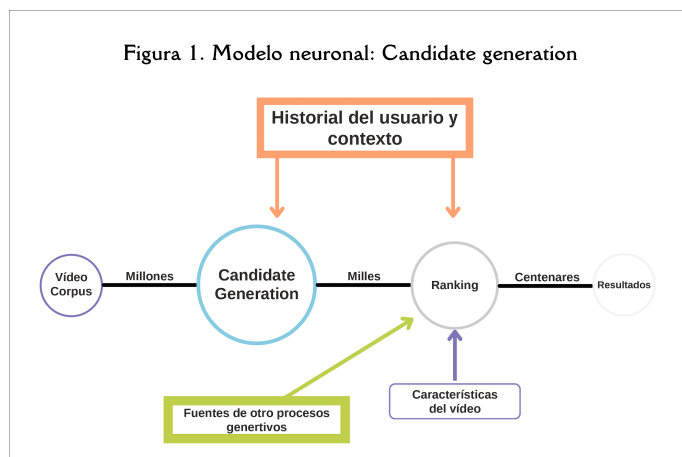 Figura 1. Modelo neuronal: Candidate generation
Historial del usuario y
contexto
Vídeo
Corpus
Millones
Candidate
Generation
Milles
Ranking
Centenares
Resultados
Fuentes de otro procesos
genertivos
Características
del vídeo